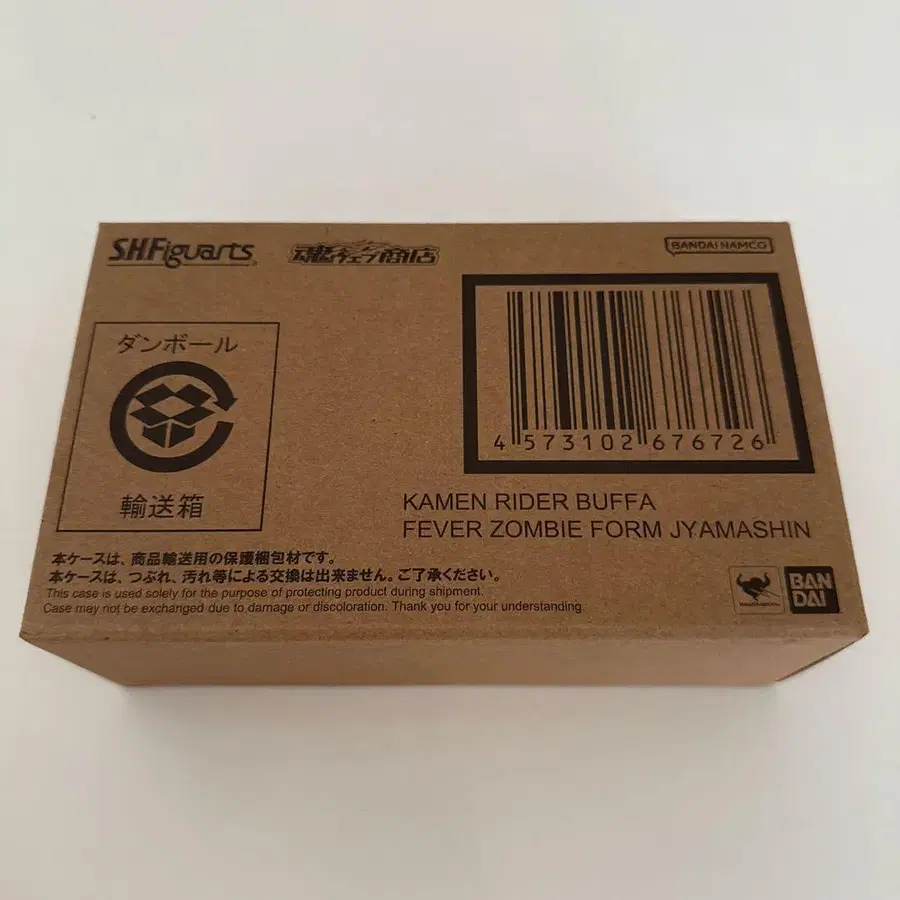 S.H.Figuarts
魂ウェブ商店
BANDAI NAMCO
ダンボール
輸送箱
4 573102 676726
KAMEN RIDER BUFFA
FEVER ZOMBIE FORM JYAMASHIN
本ケースは、商品輸送用の保護梱包材です。
本ケースは、つぶれ、汚れ等による交換は出来ません。ご了承ください。
This case is used solely for the purpose of protecting product during shipment.
Case may not be exchanged due to damage or discoloration. Thank you for your understanding.
BAN
DAI